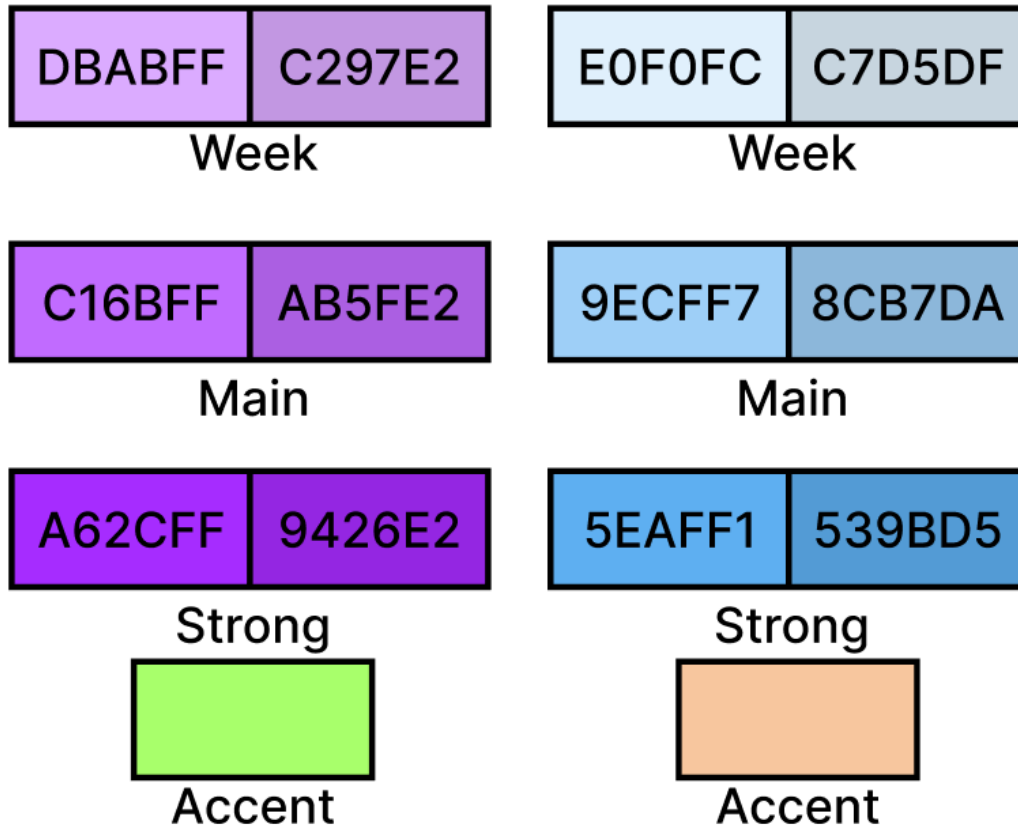 DBABFF C297E2 E0F0FC C7D5DF
Week Week
C16BFF AB5FE2 9ECFF7 8CB7DA
Main Main
A62CFF 9426E2 5EAFF1 539BD5
Strong Strong
Accent Accent